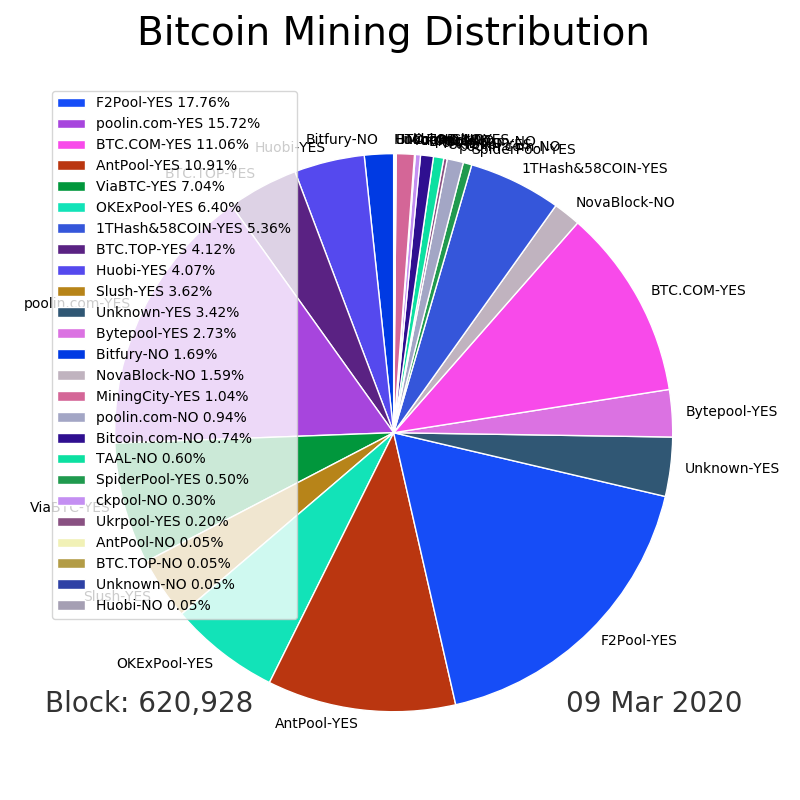 Bitcoin Mining Distribution
F2Pool-YES 17.76%
poolin.com-YES 15.72%
BTC.COM-YES 11.06%
AntPool-YES 10.91%
ViaBTC-YES 7.04%
OKExPool-YES 6.40%
1THash&58COIN-YES 5.36%
BTC.TOP-YES 4.12%
Huobi-YES 4.07%
Slush-YES 3.62%
Unknown-YES 3.42%
Bytepool-YES 2.73%
Bitfury-NO 1.69%
NovaBlock-NO 1.59%
MiningCity-YES 1.04%
poolin.com-NO 0.94%
Bitcoin.com-NO 0.74%
TAAL-NO 0.60%
SpiderPool-YES 0.50%
ckpool-NO 0.30%
Ukrpool-YES 0.20%
AntPool-NO 0.05%
BTC.TOP-NO 0.05%
Unknown-NO 0.05%
Huobi-NO 0.05%
Bitfury-NO
Huobi-YES
BTC.TOP-YES
poolin.com-YES
ViaBTC-YES
Slush-YES
OKExPool-YES
AntPool-YES
SpiderPool-YES
1THash&58COIN-YES
NovaBlock-NO
BTC.COM-YES
Bytepool-YES
Unknown-YES
F2Pool-YES
Block: 620,928
09 Mar 2020